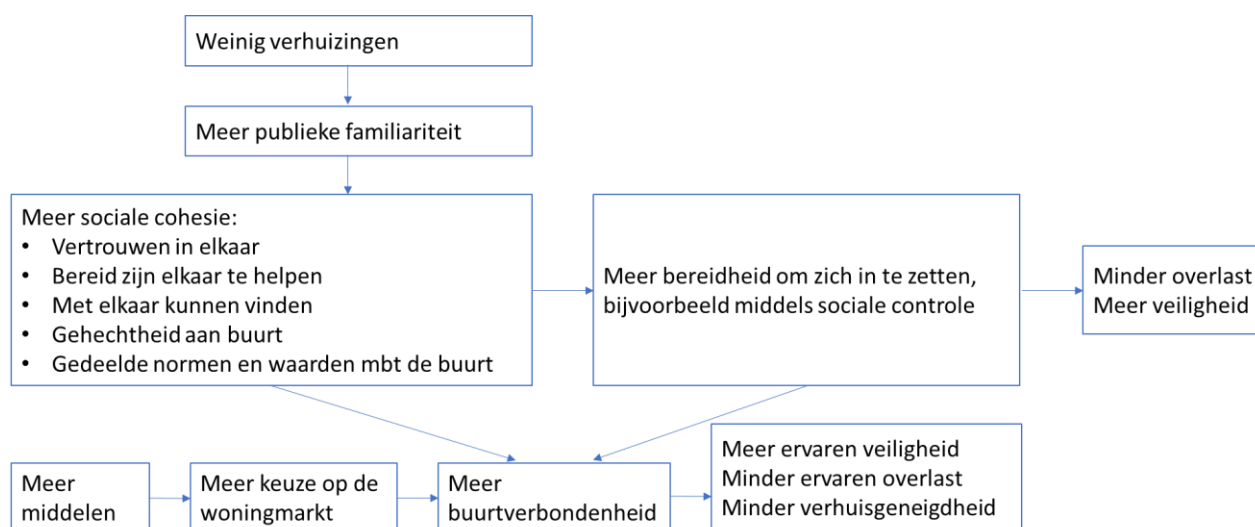 Weinig verhuizingen
Meer publieke familiariteit
Meer sociale cohesie:
• Vertrouwen in elkaar
• Bereid zijn elkaar te helpen
• Met elkaar kunnen vinden
• Gehechtheid aan buurt
• Gedeelde normen en waarden mbt de buurt
Meer bereidheid om zich in te zetten,
bijvoorbeeld middels sociale controle
Minder overlast
Meer veiligheid
Meer
middelen
Meer keuze op de
woningmarkt
Meer
buurtverbondenheid
Meer ervaren veiligheid
Minder ervaren overlast
Minder verhuisgeneigdheid